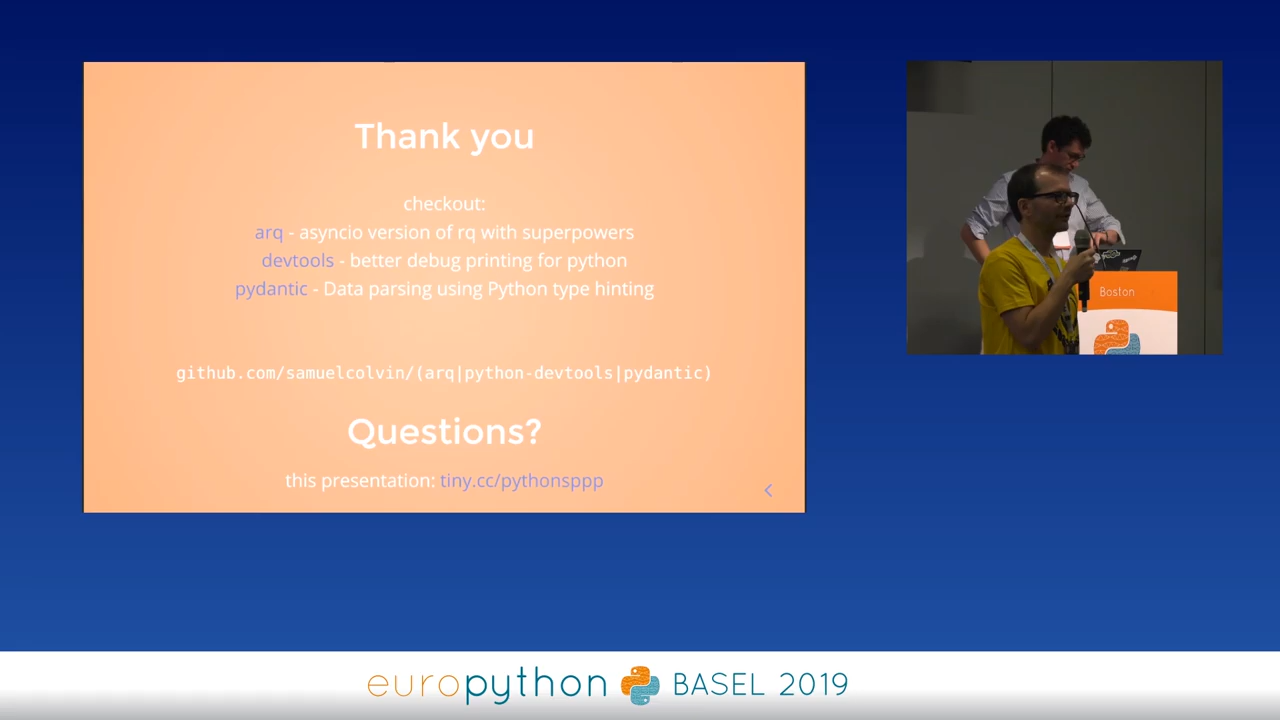 Thank you
checkout:
arq - asyncio version of rq with superpowers
devtools - better debug printing for python
pydantic - Data parsing using Python type hinting
github.com/samuelcolvin/(arq|python-devtools|pydantic)
Questions?
this presentation: tiny.cc/pythonsppp
Boston
europython BASEL 2019